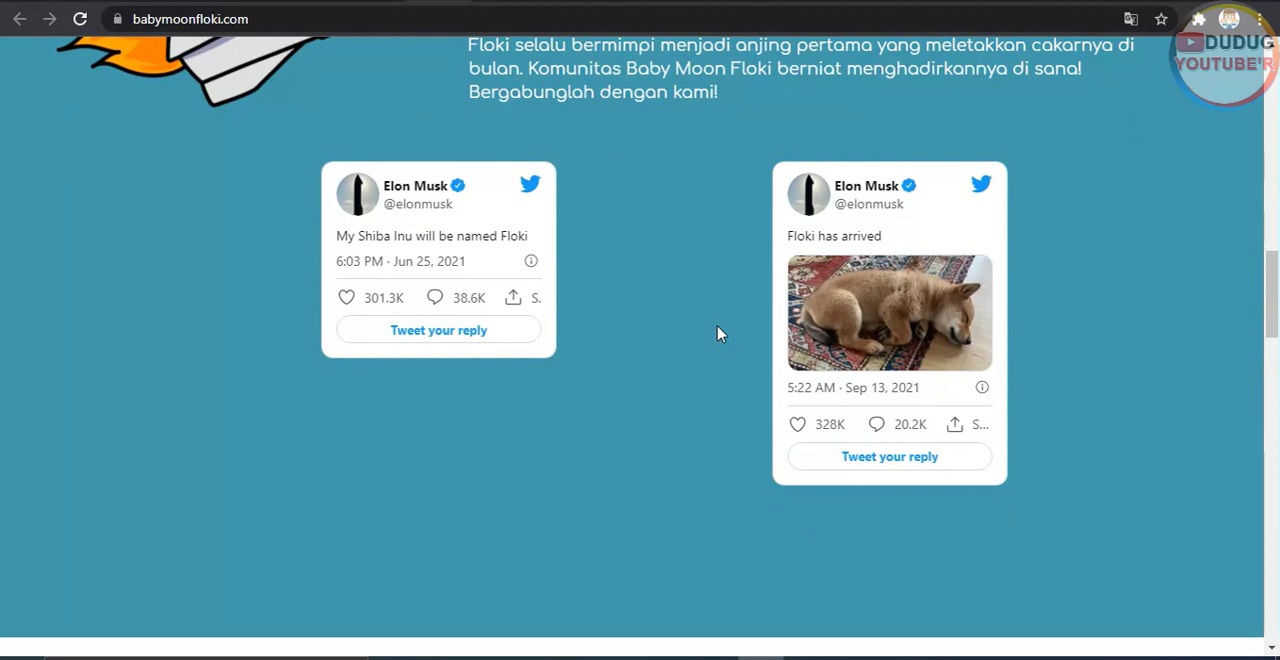 babymoonfloki.com
DUDUG
YOUTUBE'R
Floki selalu bermimpi menjadi anjing pertama yang meletakkan cakarnya di
bulan. Komunitas Baby Moon Floki berniat menghadirkannya di sana!
Bergabunglah dengan kami!
Elon Musk
@elonmusk
My Shiba Inu will be named Floki
6:03 PM · Jun 25, 2021
301.3K 38.6K S.
Tweet your reply
Elon Musk
@elonmusk
Floki has arrived
5:22 AM · Sep 13, 2021
328K 20.2K S...
Tweet your reply